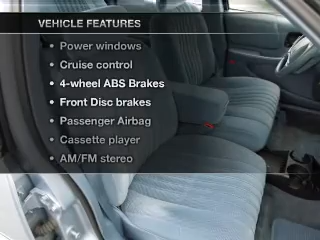 VEHICLE FEATURES
• Power windows
• Cruise control
• 4-wheel ABS Brakes
• Front Disc brakes
• Passenger Airbag
• Cassette player
• AM/FM stereo